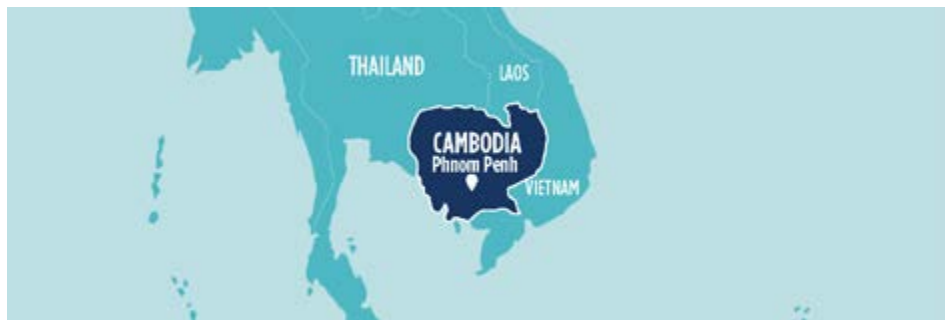 THAILAND
LAOS
CAMBODIA
Phnom Penh
VIETNAM